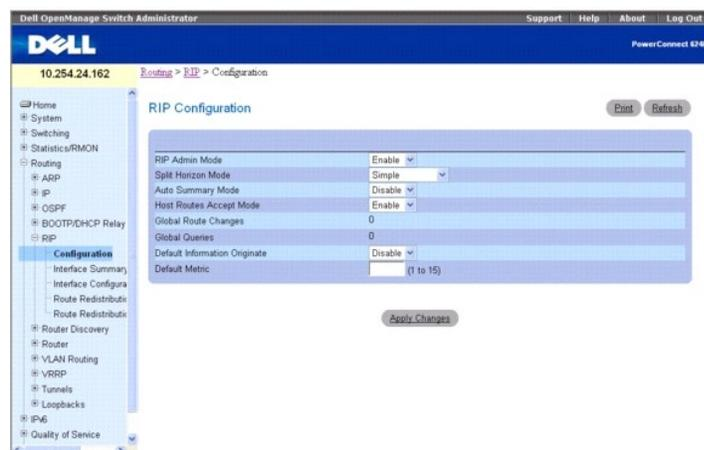 Dell OpenManage Switch Administrator
Support Help About Log Out
DELL
PowerConnect 624
10.254.24.162
Routing > RIP > Configuration
Home
System
Switching
Statistics/RMON
Routing
ARP
IP
OSPF
BOOTP/DHCP Relay
RIP
Configuration
Interface Summary
Interface Configura
Route Redistributio
Route Redistributio
Router Discovery
Router
VLAN Routing
VRRP
Tunnels
Loopbacks
IPv6
Quality of Service
RIP Configuration
Print Refresh
RIP Admin Mode Enable
Split Horizon Mode Simple
Auto Summary Mode Disable
Host Routes Accept Mode Enable
Global Route Changes 0
Global Queries 0
Default Information Originate Disable
Default Metric (1 to 15)
Apply Changes